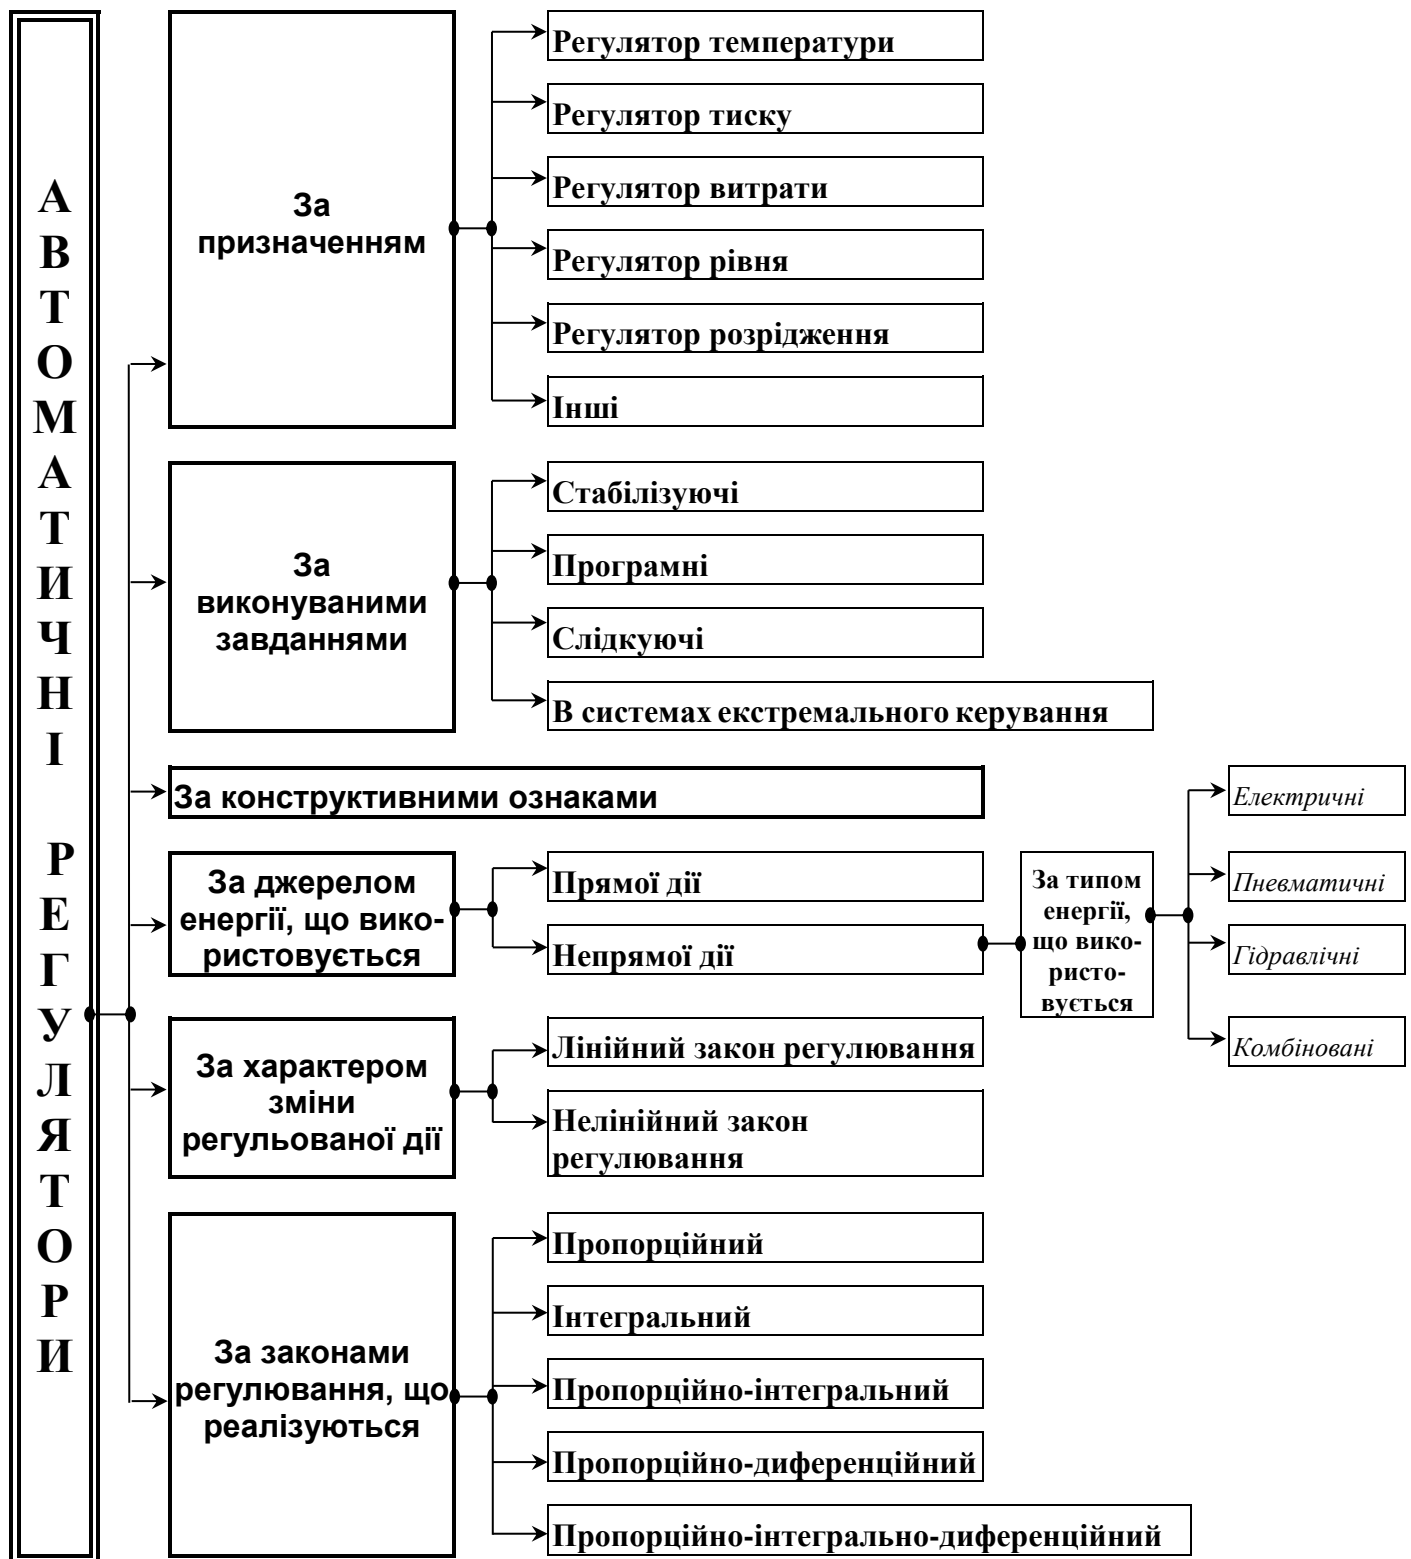 АВТОМАТИЧНІ РЕГУЛЯТОРИ
За
призначенням
Регулятор температури
Регулятор тиску
Регулятор витрати
Регулятор рівня
Регулятор розрідження
Інші
За
виконуваними
завданнями
Стабілізуючі
Програмні
Слідкуючі
В системах екстремального керування
За конструктивними ознаками
За джерелом
енергії, що вико-
ристовується
Прямої дії
Непрямої дії
За типом
енергії,
що вико-
ристо-
вується
Електричні
Пневматичні
Гідравлічні
Комбіновані
За характером
зміни
регульованої дії
Лінійний закон регулювання
Нелінійний закон
регулювання
За законами
регулювання, що
реалізуються
Пропорційний
Інтегральний
Пропорційно-інтегральний
Пропорційно-диференційний
Пропорційно-інтегрально-диференційний